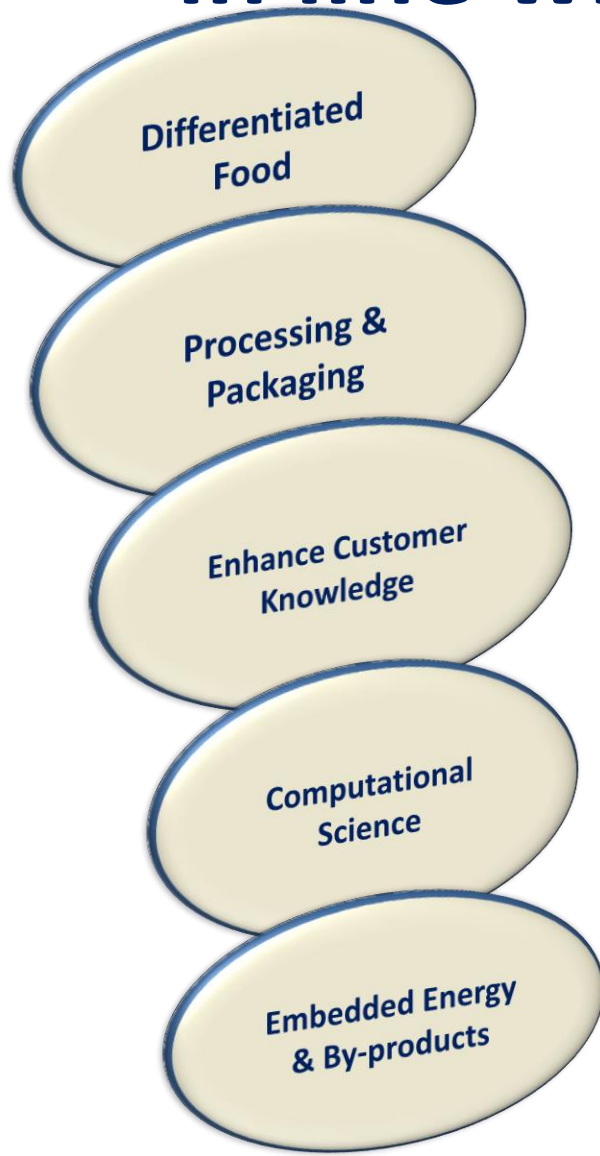 Differentiated
Food
Processing &
Packaging
Enhance Customer
Knowledge
Computational
Science
Embedded Energy
& By-products